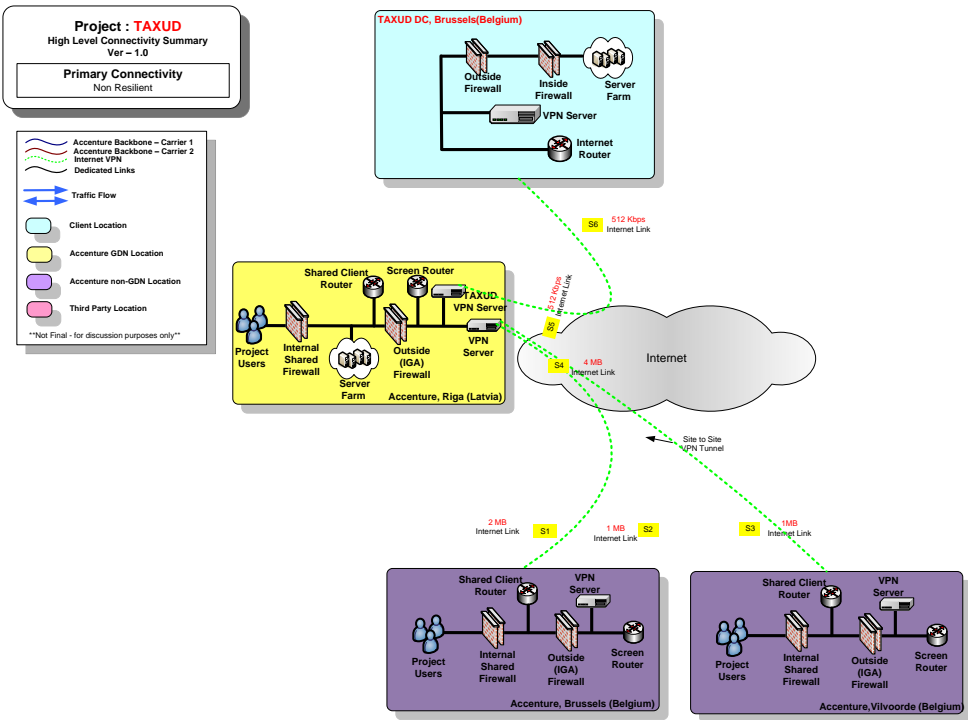 Project : TAXUD
High Level Connectivity Summary
Ver – 1.0
Primary Connectivity
Non Resilient
Accenture Backbone – Carrier 1
Accenture Backbone – Carrier 2
Internet VPN
Dedicated Links
Traffic Flow
Client Location
Accenture GDN Location
Accenture non-GDN Location
Third Party Location
**Not Final - for discussion purposes only**
TAXUD DC, Brussels(Belgium)
Outside
Firewall
Inside
Firewall
Server
Farm
VPN Server
Internet
Router
S6
512 Kbps
Internet Link
Shared Client
Router
Screen Router
TAXUD
VPN Server
Project
Users
Internal
Shared
Firewall
Server
Farm
Outside
(IGA)
Firewall
VPN
Server
Accenture, Riga (Latvia)
S5
512 Kbps
Internet Link
S4
4 MB
Internet Link
Internet
Site to Site
VPN Tunnel
2 MB
Internet Link
S1
1 MB
Internet Link
S2
S3
1MB
Internet Link
Shared Client
Router
VPN
Server
Project
Users
Internal
Shared
Firewall
Outside
(IGA)
Firewall
Screen
Router
Accenture, Brussels (Belgium)
Shared Client
Router
VPN
Server
Project
Users
Internal
Shared
Firewall
Outside
(IGA)
Firewall
Screen
Router
Accenture,Vilvoorde (Belgium)